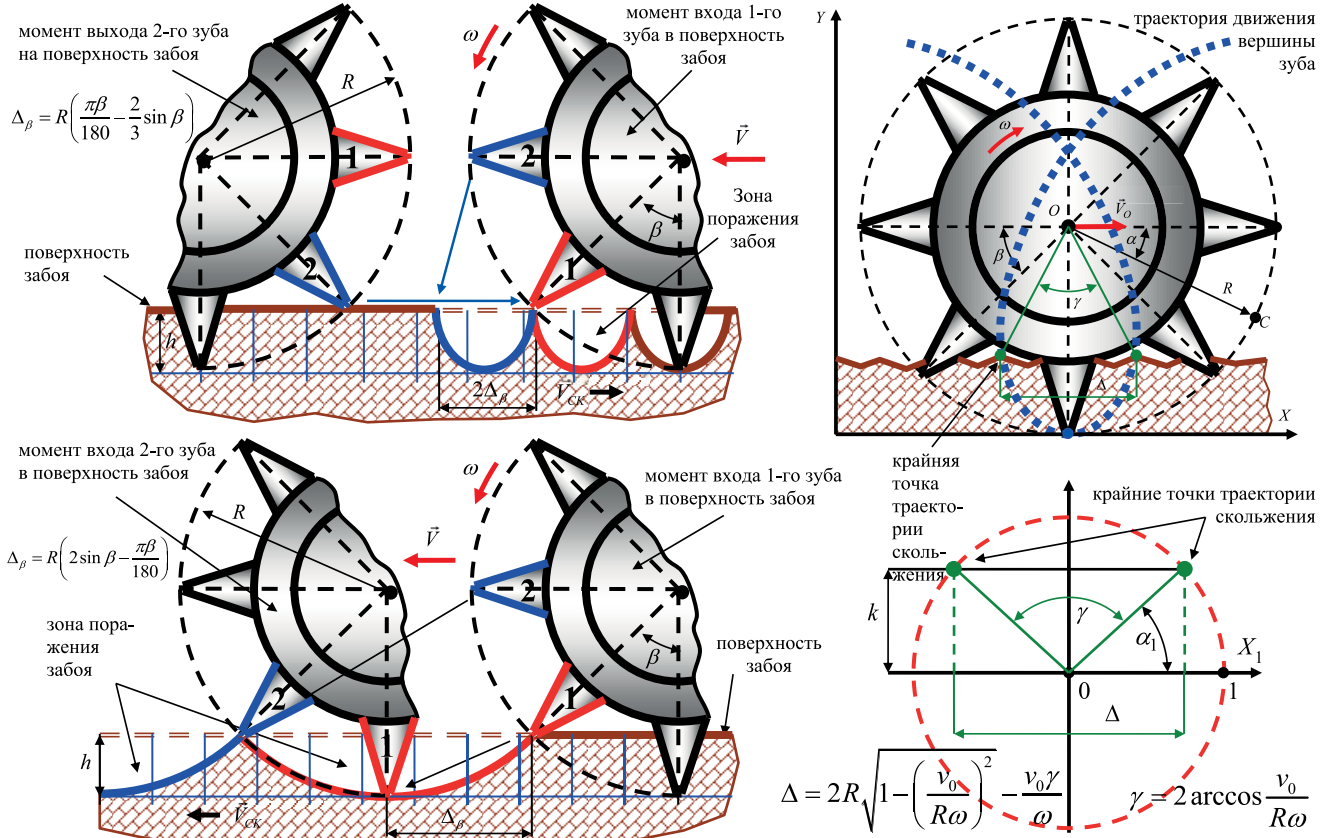 момент выхода 2-го зуба
на поверхность забоя
Δβ = R(πβ/180 − 2/3 sin β)
R
1
2
поверхность
забоя
h
ω
момент входа 1-го
зуба в поверхность
забоя
2
V⃗
β
Зона
поражения
забоя
1
2Δβ
V⃗СК
Y
траектория движения
вершины
зуба
ω
O
V⃗O
α
β
γ
R
C
Δ
X
момент входа 2-го зуба
в поверхность забоя
R
Δβ = R(2 sin β − πβ/180)
V⃗
зона пора-
жения
забоя
2
1
h
V⃗СК
Δβ
ω
момент входа 1-го зуба
в поверхность забоя
2
β
1
поверхность
забоя
крайняя
точка
траекто-
рии
сколь-
жения
крайние точки траектории
скольжения
k
γ
α1
X1
0
1
Δ
Δ = 2R√(1 − (v0/Rω)²) − v0γ/ω
γ = 2 arccos v0/Rω